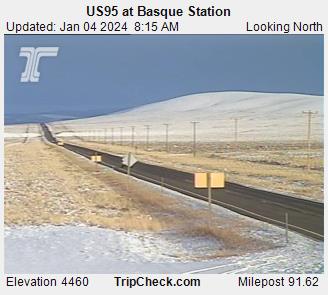 US95 at Basque Station
Updated: Jan 04 2024 8:15 AM Looking North
Elevation 4460 TripCheck.com Milepost 91.62